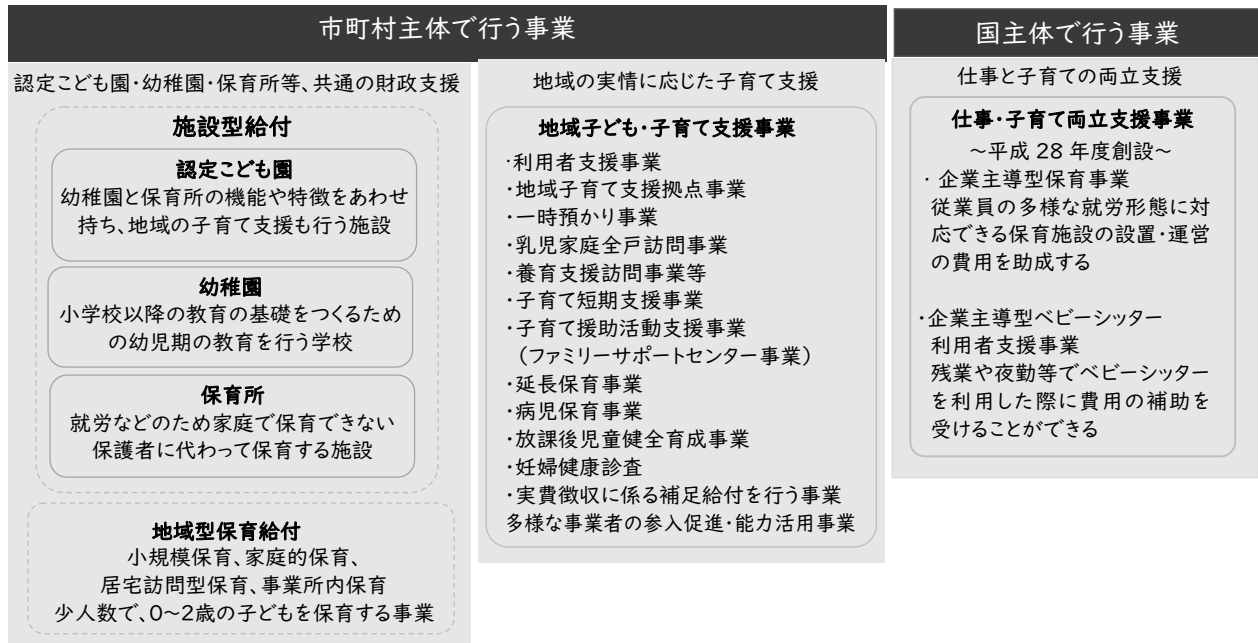 市町村主体で行う事業
認定こども園・幼稚園・保育所等、共通の財政支援
施設型給付
認定こども園
幼稚園と保育所の機能や特徴をあわせ
持ち、地域の子育て支援も行う施設
幼稚園
小学校以降の教育の基礎をつくるため
の幼児期の教育を行う学校
保育所
就労などのため家庭で保育できない
保護者に代わって保育する施設
地域型保育給付
小規模保育、家庭的保育、
居宅訪問型保育、事業所内保育
少人数で、0~2歳の子どもを保育する事業
地域の実情に応じた子育て支援
地域子ども・子育て支援事業
・利用者支援事業
・地域子育て支援拠点事業
・一時預かり事業
・乳児家庭全戸訪問事業
・養育支援訪問事業等
・子育て短期支援事業
・子育て援助活動支援事業
(ファミリーサポートセンター事業)
・延長保育事業
・病児保育事業
・放課後児童健全育成事業
・妊婦健康診査
・実費徴収に係る補足給付を行う事業
多様な事業者の参入促進・能力活用事業
国主体で行う事業
仕事と子育ての両立支援
仕事・子育て両立支援事業
~平成 28 年度創設~
・ 企業主導型保育事業
従業員の多様な就労形態に対
応できる保育施設の設置・運営
の費用を助成する
・企業主導型ベビーシッター
利用者支援事業
残業や夜勤等でベビーシッター
を利用した際に費用の補助を
受けることができる